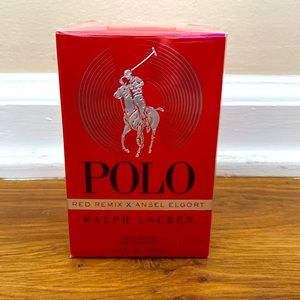 POLO
RED REMIX X ANSEL ELGORT
RALPH LAUREN